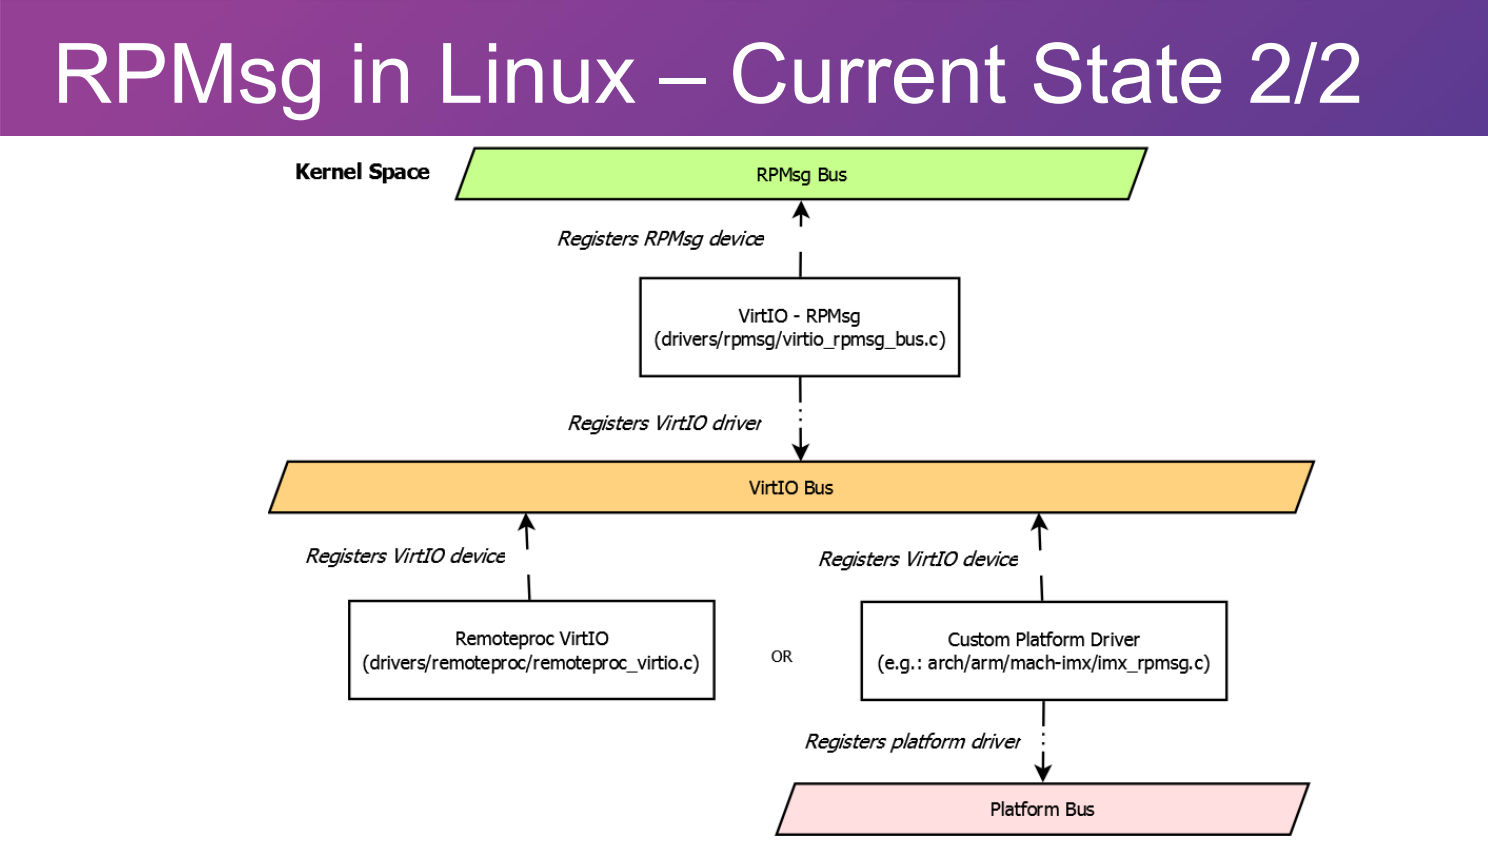 RPMsg in Linux – Current State 2/2
Kernel Space
RPMsg Bus
Registers RPMsg device
VirtIO - RPMsg
(drivers/rpmsg/virtio_rpmsg_bus.c)
Registers VirtIO driver
VirtIO Bus
Registers VirtIO device
Registers VirtIO device
Remoteproc VirtIO
(drivers/remoteproc/remoteproc_virtio.c)
OR
Custom Platform Driver
(e.g.: arch/arm/mach-imx/imx_rpmsg.c)
Registers platform driver
Platform Bus